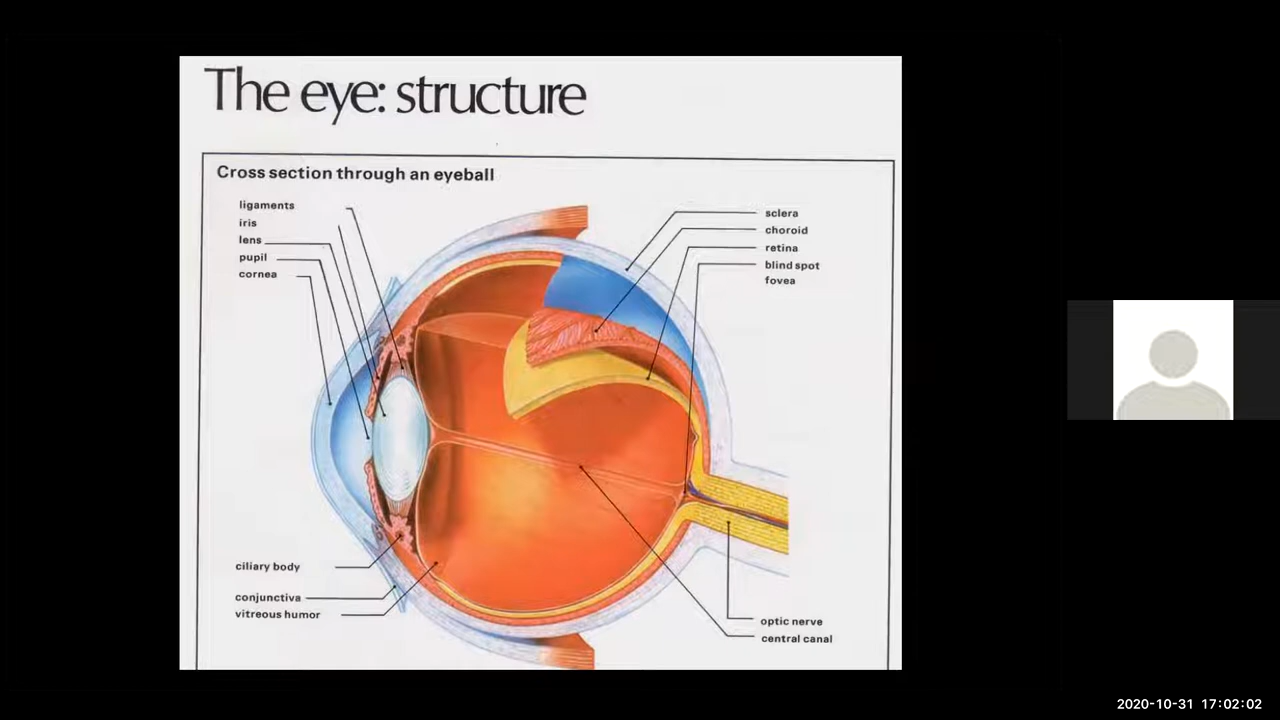 The eye: structure
Cross section through an eyeball
ligaments
iris
lens
pupil
cornea
sclera
choroid
retina
blind spot
fovea
ciliary body
conjunctiva
vitreous humor
optic nerve
central canal
2020-10-31 17:02:02